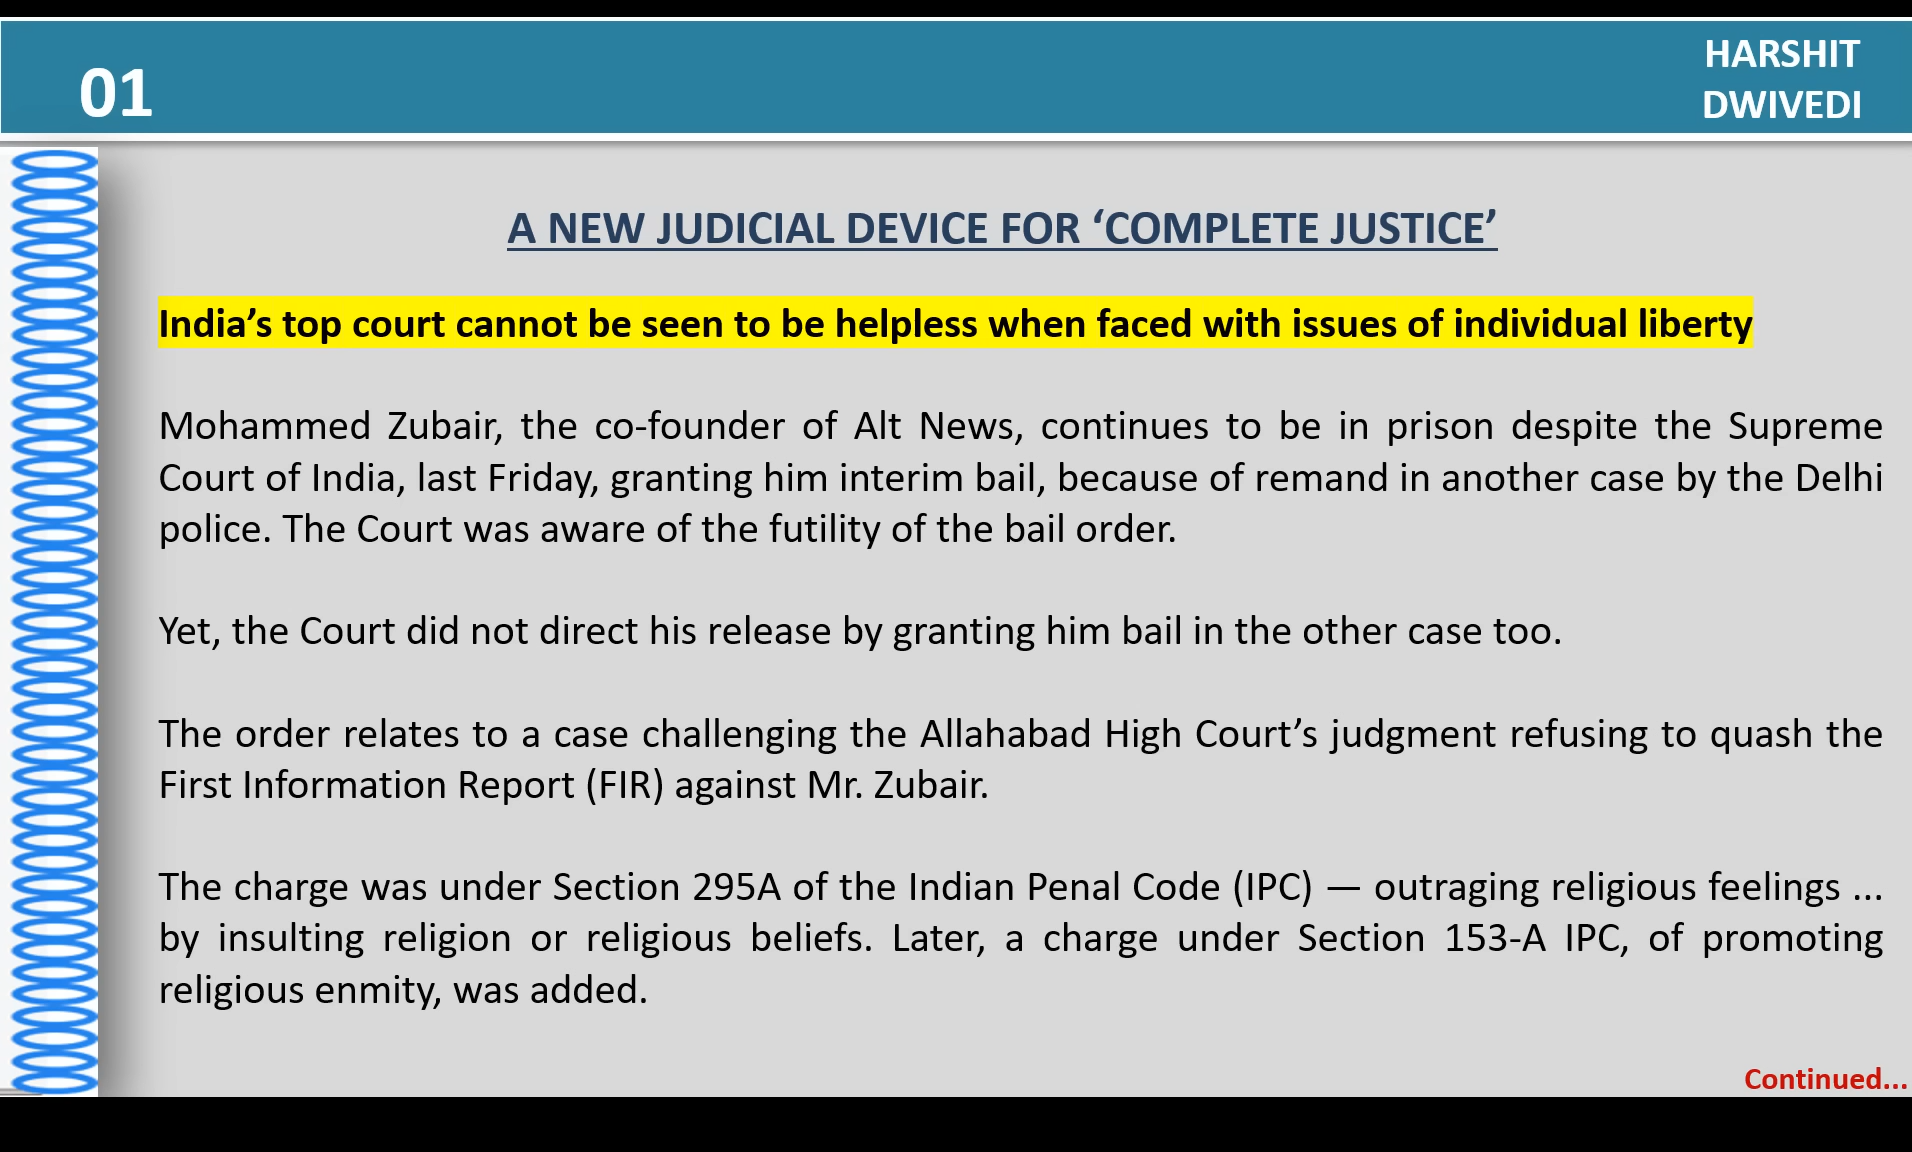 01
HARSHIT
DWIVEDI
A NEW JUDICIAL DEVICE FOR ‘COMPLETE JUSTICE’
India’s top court cannot be seen to be helpless when faced with issues of individual liberty
Mohammed Zubair, the co-founder of Alt News, continues to be in prison despite the Supreme
Court of India, last Friday, granting him interim bail, because of remand in another case by the Delhi
police. The Court was aware of the futility of the bail order.
Yet, the Court did not direct his release by granting him bail in the other case too.
The order relates to a case challenging the Allahabad High Court’s judgment refusing to quash the
First Information Report (FIR) against Mr. Zubair.
The charge was under Section 295A of the Indian Penal Code (IPC) — outraging religious feelings ...
by insulting religion or religious beliefs. Later, a charge under Section 153-A IPC, of promoting
religious enmity, was added.
Continued...